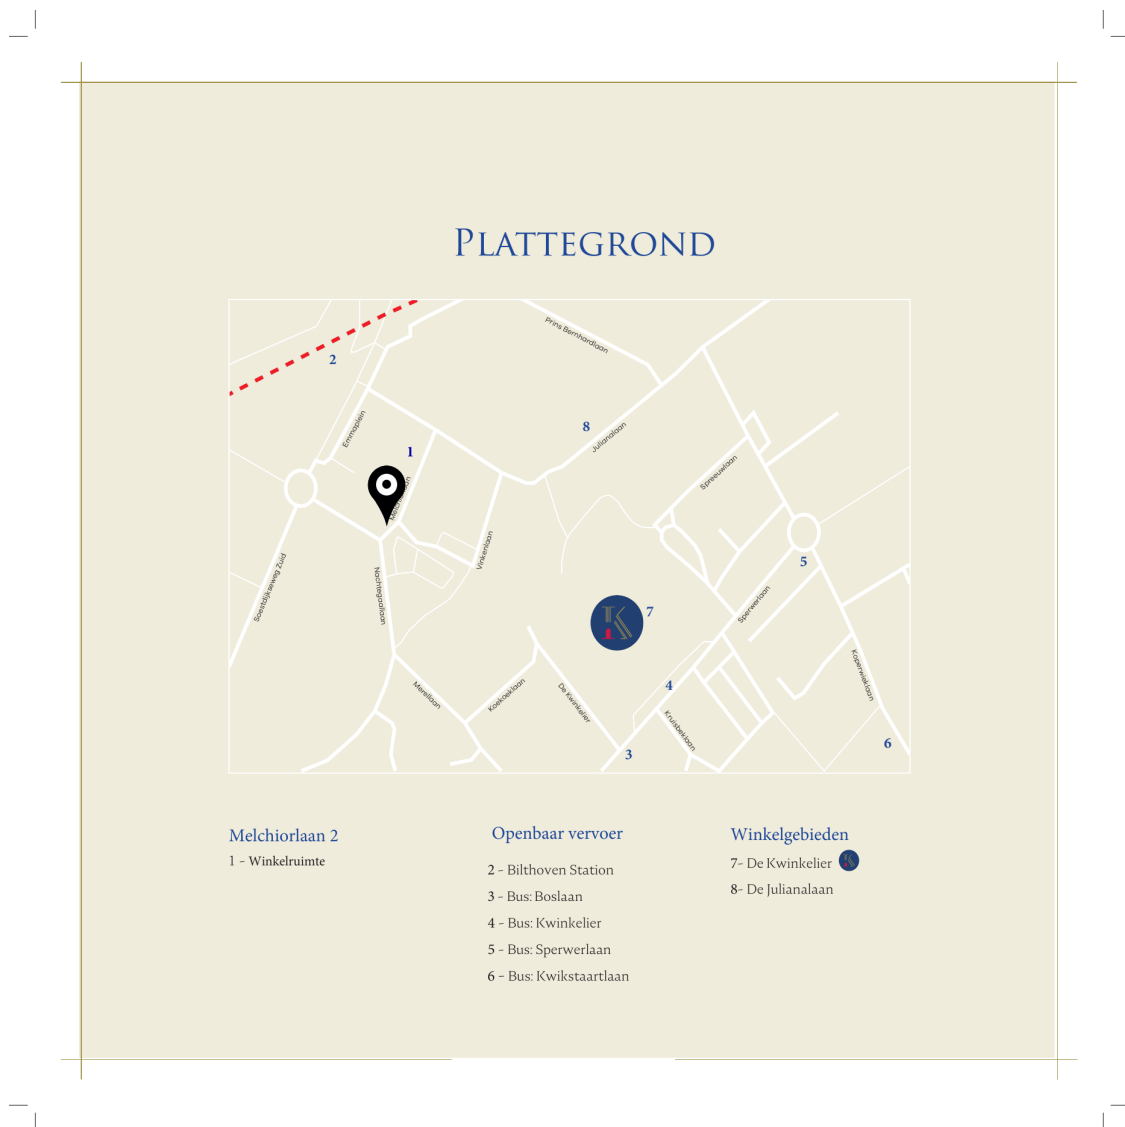 Plattegrond
Prins Bernhardlaan
2
Emmaplein
8
Julianalaan
1
Spreeuwlaan
Vinkenlaan
Soestdijkseweg Zuid
Nachtegaallaan
5
Sperwerlaan
K
7
Merellaan
Koekoeklaan
De Kwinkelier
4
Koperwieklaan
Kruisbeklaan
3
6
Melchiorlaan 2
1 - Winkelruimte
Openbaar vervoer
2 - Bilthoven Station
3 - Bus: Boslaan
4 - Bus: Kwinkelier
5 - Bus: Sperwerlaan
6 - Bus: Kwikstaartlaan
Winkelgebieden
7- De Kwinkelier
8- De Julianalaan